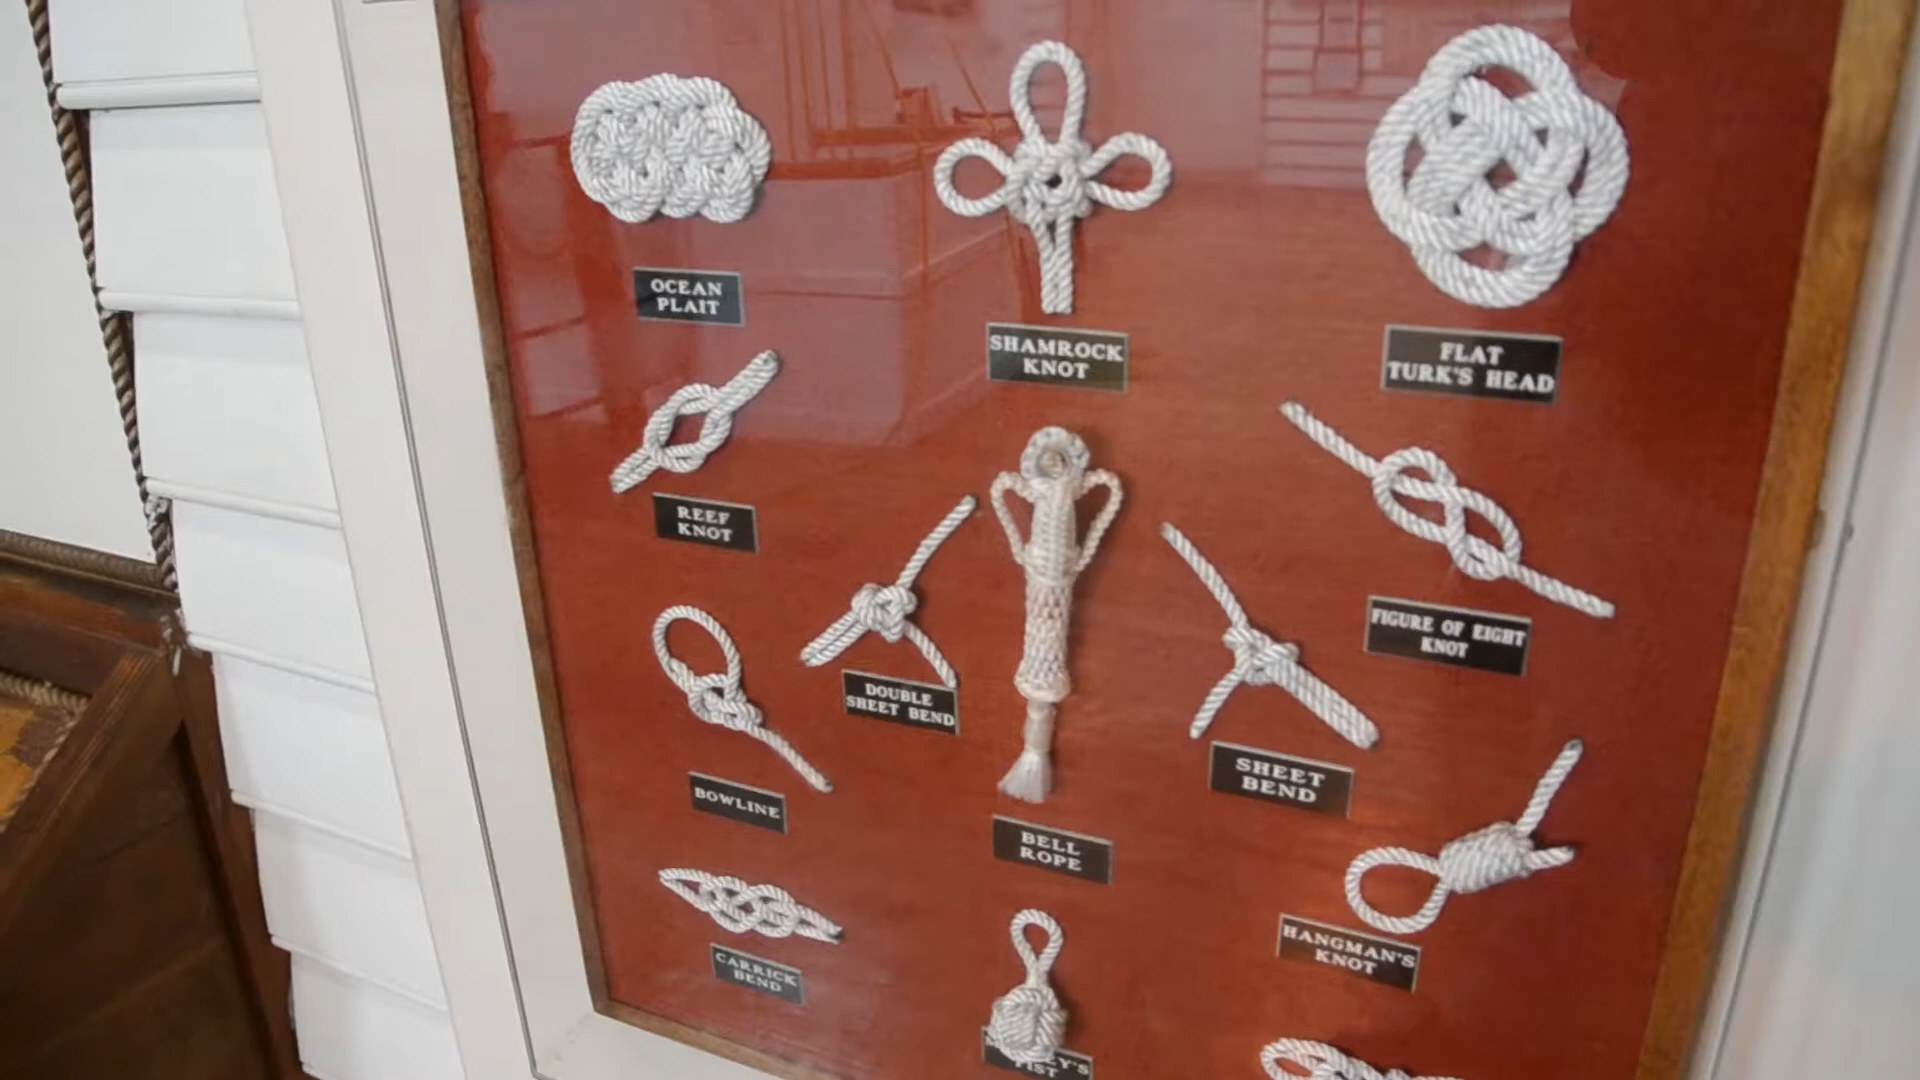 OCEAN
PLAIT
SHAMROCK
KNOT
FLAT
TURK'S HEAD
REEF
KNOT
FIGURE OF EIGHT
KNOT
DOUBLE
SHEET BEND
SHEET
BEND
BOWLINE
BELL
ROPE
HANGMAN'S
KNOT
CARRICK
BEND
FIST